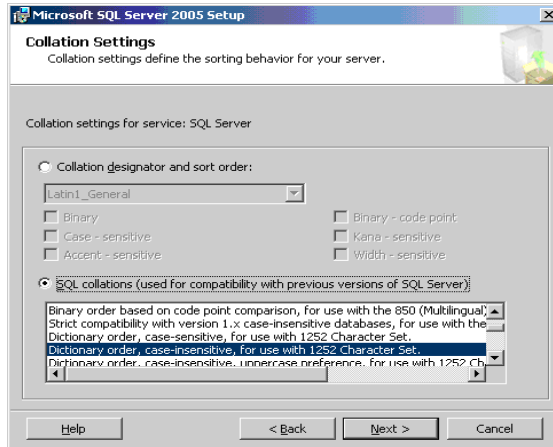 Microsoft SQL Server 2005 Setup
Collation Settings
Collation settings define the sorting behavior for your server.
Collation settings for service: SQL Server
Collation designator and sort order:
Latin1_General
Binary
Binary - code point
Case - sensitive
Kana - sensitive
Accent - sensitive
Width - sensitive
SQL collations (used for compatibility with previous versions of SQL Server)
Binary order based on code point comparison, for use with the 850 (Multilingual)
Strict compatibility with version 1.x case-insensitive databases, for use with the
Dictionary order, case-sensitive, for use with 1252 Character Set.
Dictionary order, case-insensitive, for use with 1252 Character Set.
Dictionary order, case-insensitive, uppercase preference, for use with 1252 Ch
Help
< Back
Next >
Cancel